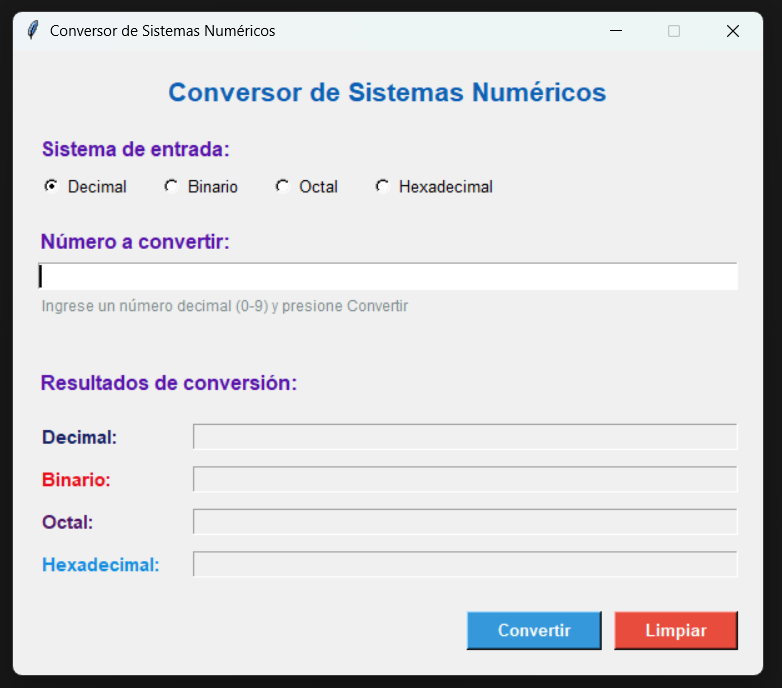 Conversor de Sistemas Numéricos
Conversor de Sistemas Numéricos
Sistema de entrada:
Decimal Binario Octal Hexadecimal
Número a convertir:
Ingrese un número decimal (0-9) y presione Convertir
Resultados de conversión:
Decimal:
Binario:
Octal:
Hexadecimal:
Convertir Limpiar